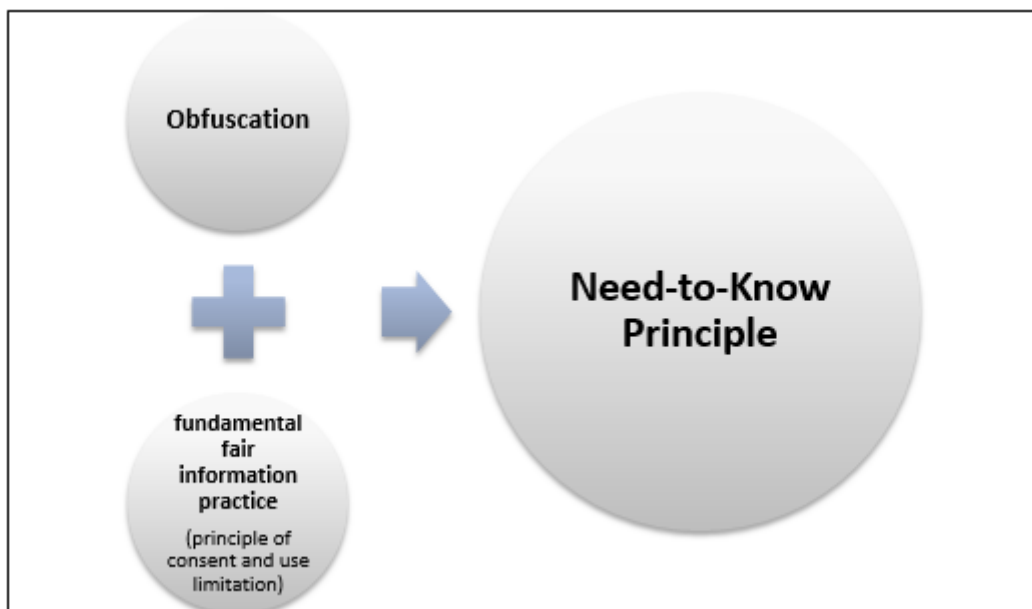 Obfuscation
fundamental
fair
information
practice
(principle of
consent and use
limitation)
Need-to-Know
Principle